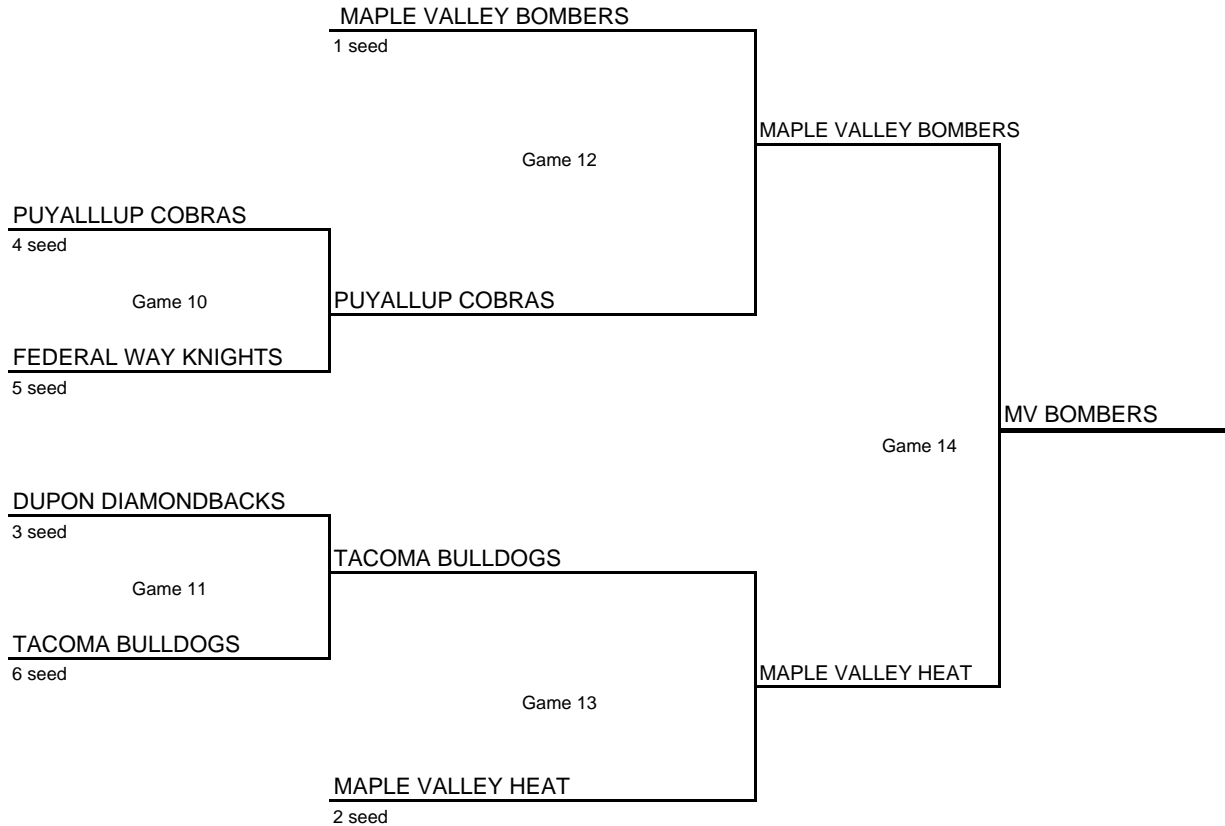 MAPLE VALLEY BOMBERS
1 seed
MAPLE VALLEY BOMBERS
Game 12
PUYALLLUP COBRAS
4 seed
Game 10
PUYALLUP COBRAS
FEDERAL WAY KNIGHTS
5 seed
MV BOMBERS
Game 14
DUPON DIAMONDBACKS
3 seed
TACOMA BULLDOGS
Game 11
TACOMA BULLDOGS
6 seed
MAPLE VALLEY HEAT
Game 13
MAPLE VALLEY HEAT
2 seed